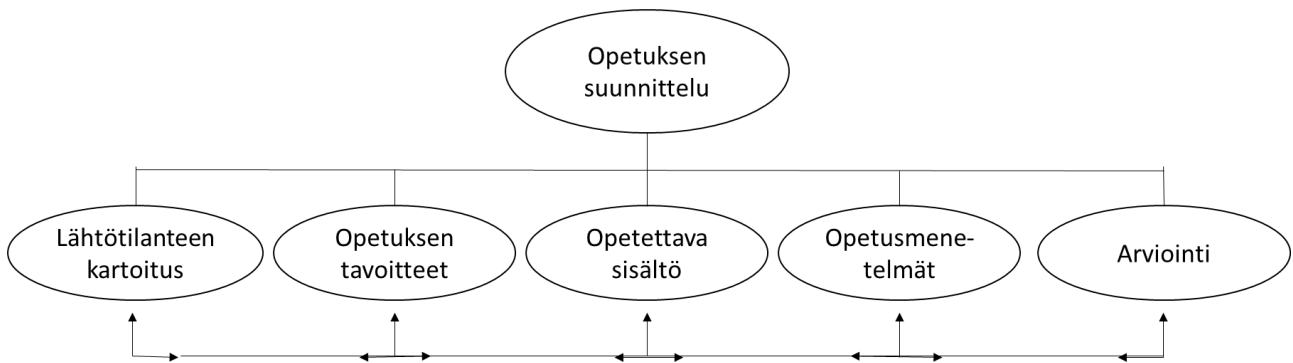 Opetuksen
suunnittelu
Lähtötilanteen
kartoitus
Opetuksen
tavoitteet
Opetettava
sisältö
Opetusmene-
telmät
Arviointi